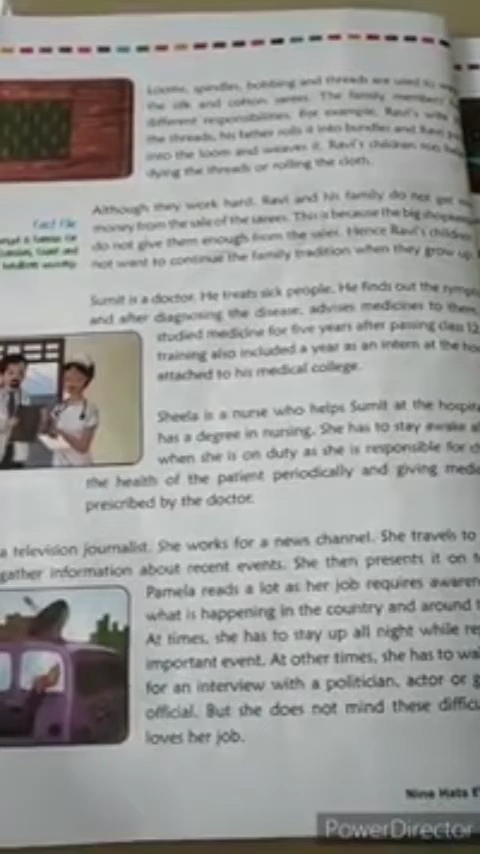 Looms, spindles, bobbing and threads are used to
the silk and cotton sarees. The family members
different responsibilities. For example, Ravi's wife
the threads, his father rolls it into bundles and Ravi
into the loom and weaves it. Ravi's children
dying the threads or rolling the cloth.
Although they work hard, Ravi and his family do not get
money from the sale of the sarees. This is because the big
do not give them enough from the sales. Hence Ravi's children
not want to continue the family tradition when they grow up.
Fact File
Sumit is a doctor. He treats sick people. He finds out the
and after diagnosing the disease, advises medicines to them.
studied medicine for five years after passing class 12
training also included a year as an intern at the
attached to his medical college.
Sheela is a nurse who helps Sumit at the
has a degree in nursing. She has to stay awake
when she is on duty as she is responsible for
the health of the patient periodically and giving
prescribed by the doctor.
a television journalist. She works for a news channel. She travels to
gather information about recent events. She then presents it on
Pamela reads a lot as her job requires
what is happening in the country and around
At times, she has to stay up all night while
important event. At other times, she has to
for an interview with a politician, actor or
official. But she does not mind these
loves her job.
Nine Hats
PowerDirector